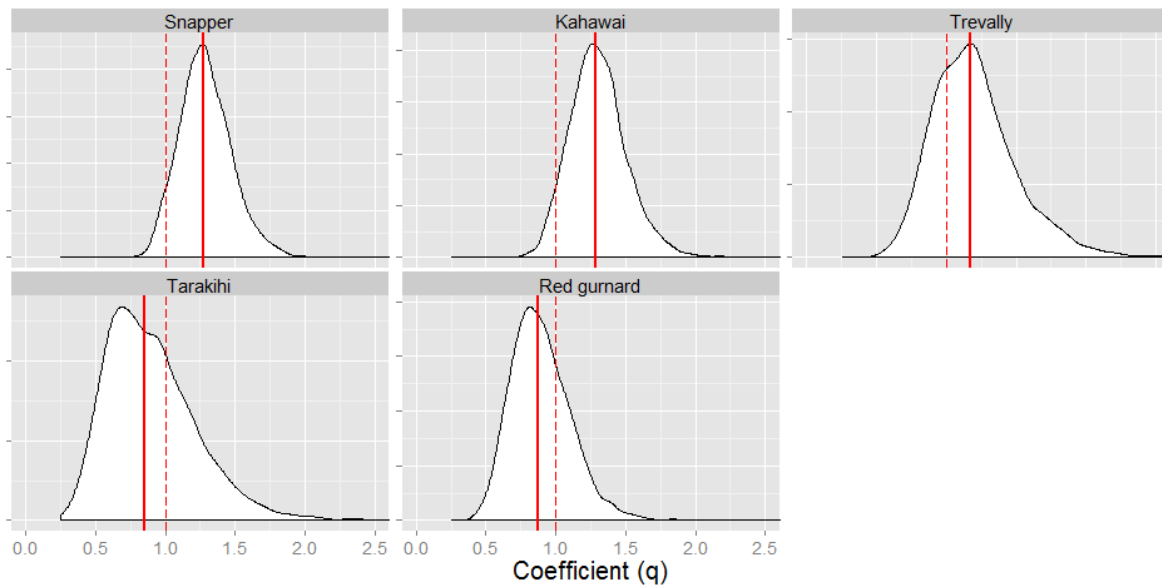 Snapper Kahawai Trevally
Tarakihi Red gurnard
0.0 0.5 1.0 1.5 2.0 2.5 0.0 0.5 1.0 1.5 2.0 2.5
Coefficient (q)